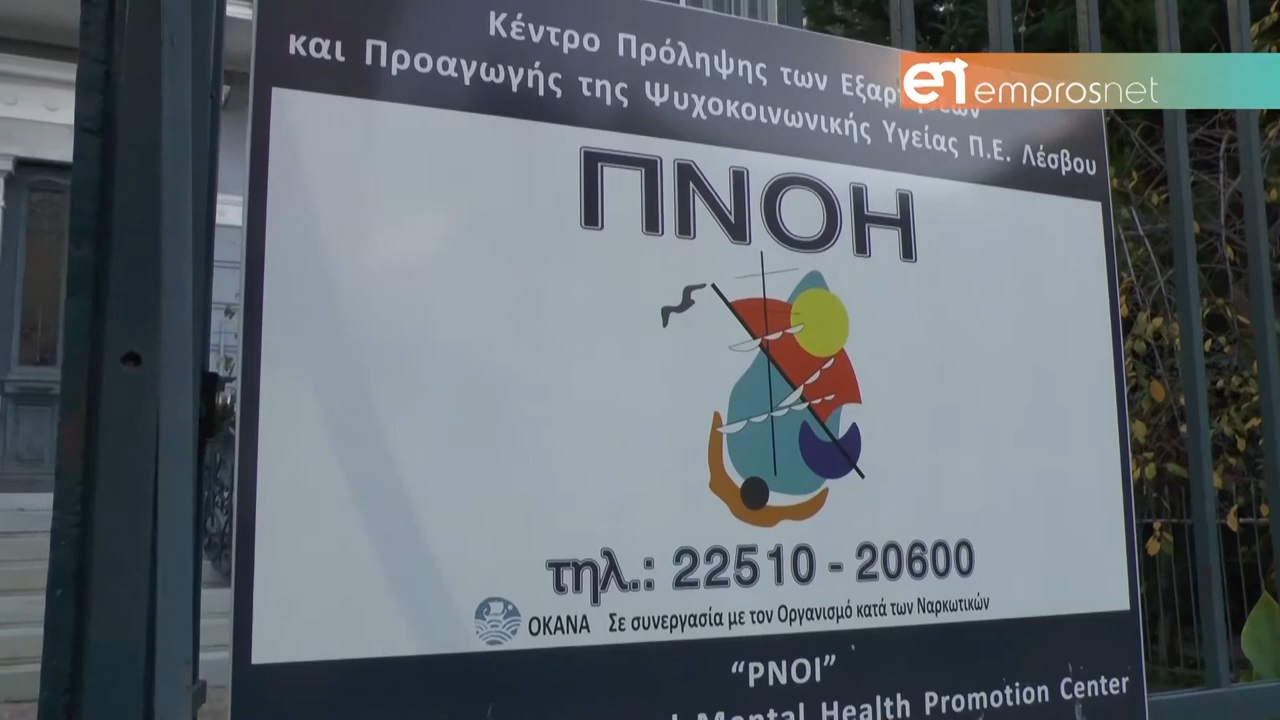 Κέντρο Πρόληψης των
και Προαγωγής της Ψυχοκοινωνικής Υγείας Π.Ε. Λέσβου
emprosnet
ΠΝΟΗ
τηλ.: 22510 - 20600
ΟΚΑΝΑ Σε συνεργασία με τον Οργανισμό κατά των Ναρκωτικών
“PNOI”
Mental Health Promotion Center